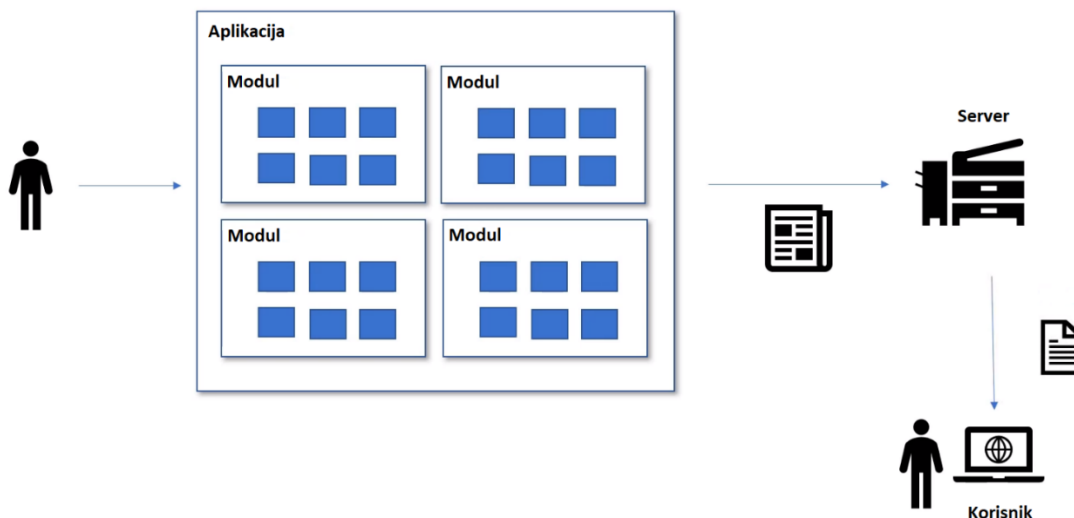 Aplikacija
Modul
Modul
Server
Modul
Modul
Korisnik